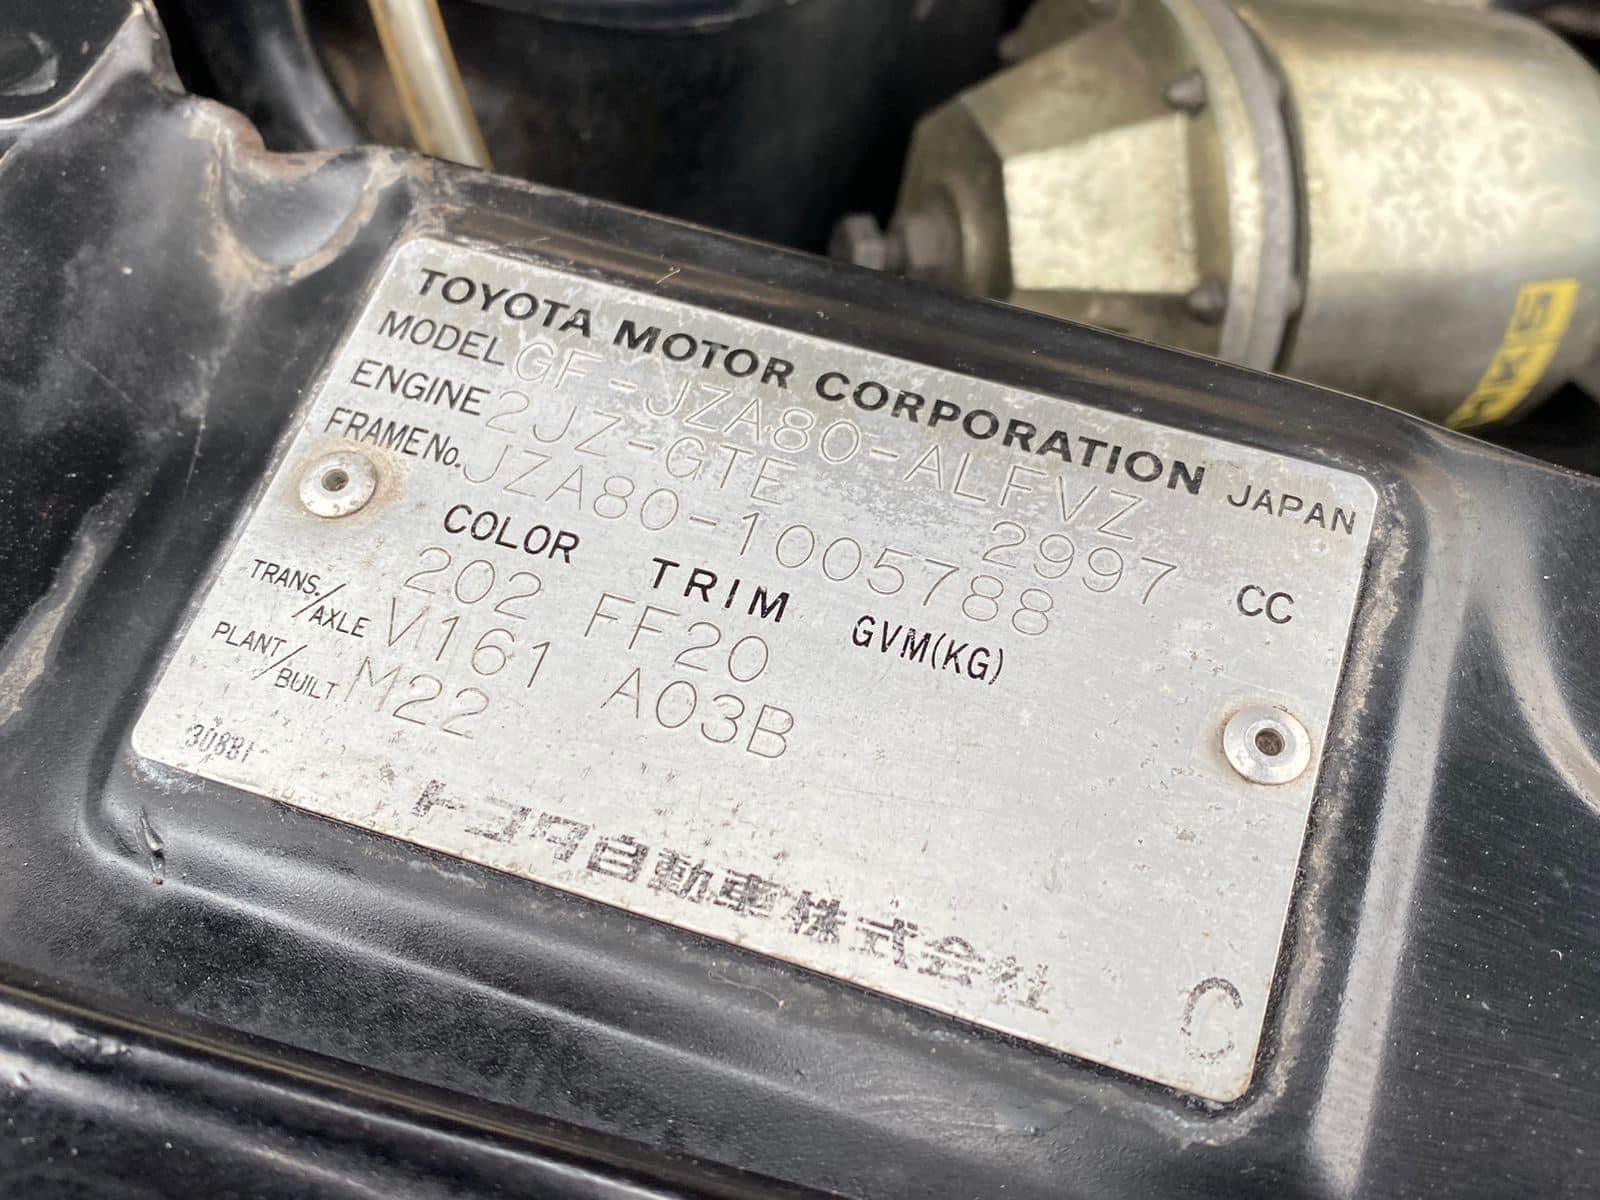 TOYOTA MOTOR CORPORATION JAPAN
MODEL GF-JZA80-ALFVZ
ENGINE 2JZ-GTE 2997 CC
FRAME No. JZA80-1005788
COLOR TRIM GVM(KG)
202 FF20
TRANS./AXLE V161 A03B
PLANT/BUILT M22
30881
トヨタ自動車株式会社
C